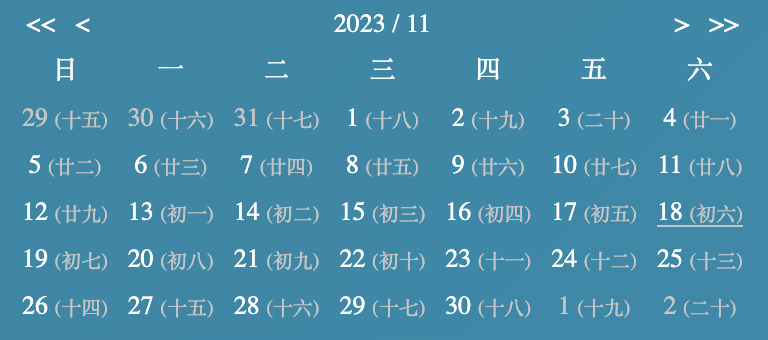 << < 2023 / 11 > >>
日 一 二 三 四 五 六
29 (十五) 30 (十六) 31 (十七) 1 (十八) 2 (十九) 3 (二十) 4 (廿一)
5 (廿二) 6 (廿三) 7 (廿四) 8 (廿五) 9 (廿六) 10 (廿七) 11 (廿八)
12 (廿九) 13 (初一) 14 (初二) 15 (初三) 16 (初四) 17 (初五) 18 (初六)
19 (初七) 20 (初八) 21 (初九) 22 (初十) 23 (十一) 24 (十二) 25 (十三)
26 (十四) 27 (十五) 28 (十六) 29 (十七) 30 (十八) 1 (十九) 2 (二十)